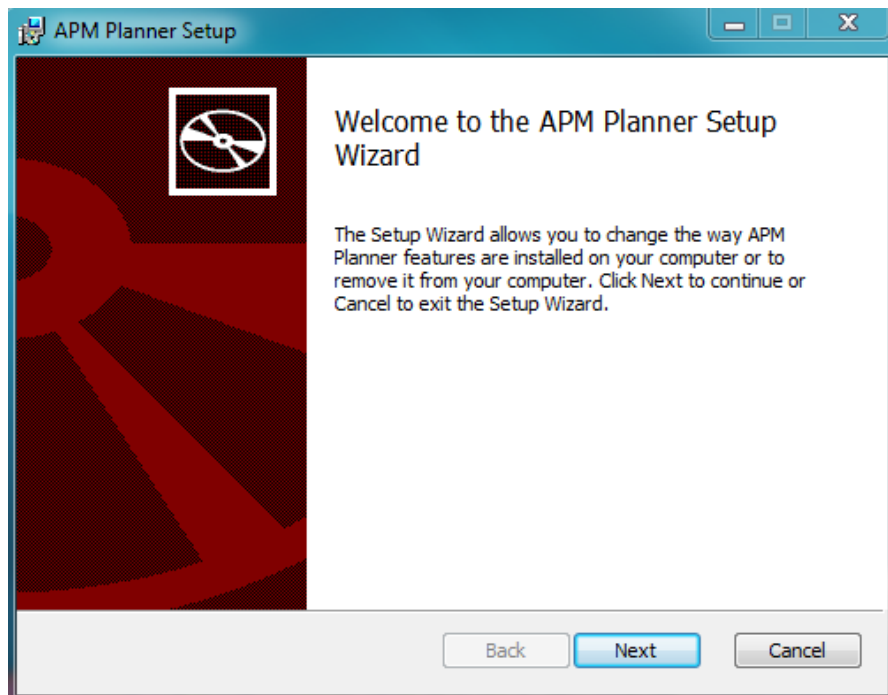 APM Planner Setup
Welcome to the APM Planner Setup
Wizard
The Setup Wizard allows you to change the way APM
Planner features are installed on your computer or to
remove it from your computer. Click Next to continue or
Cancel to exit the Setup Wizard.
Back Next Cancel